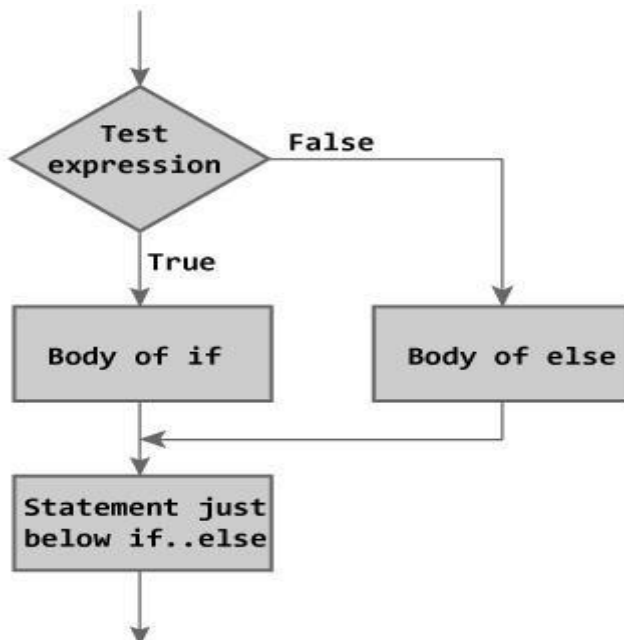 Test
expression
False
True
Body of if
Body of else
Statement just
below if..else